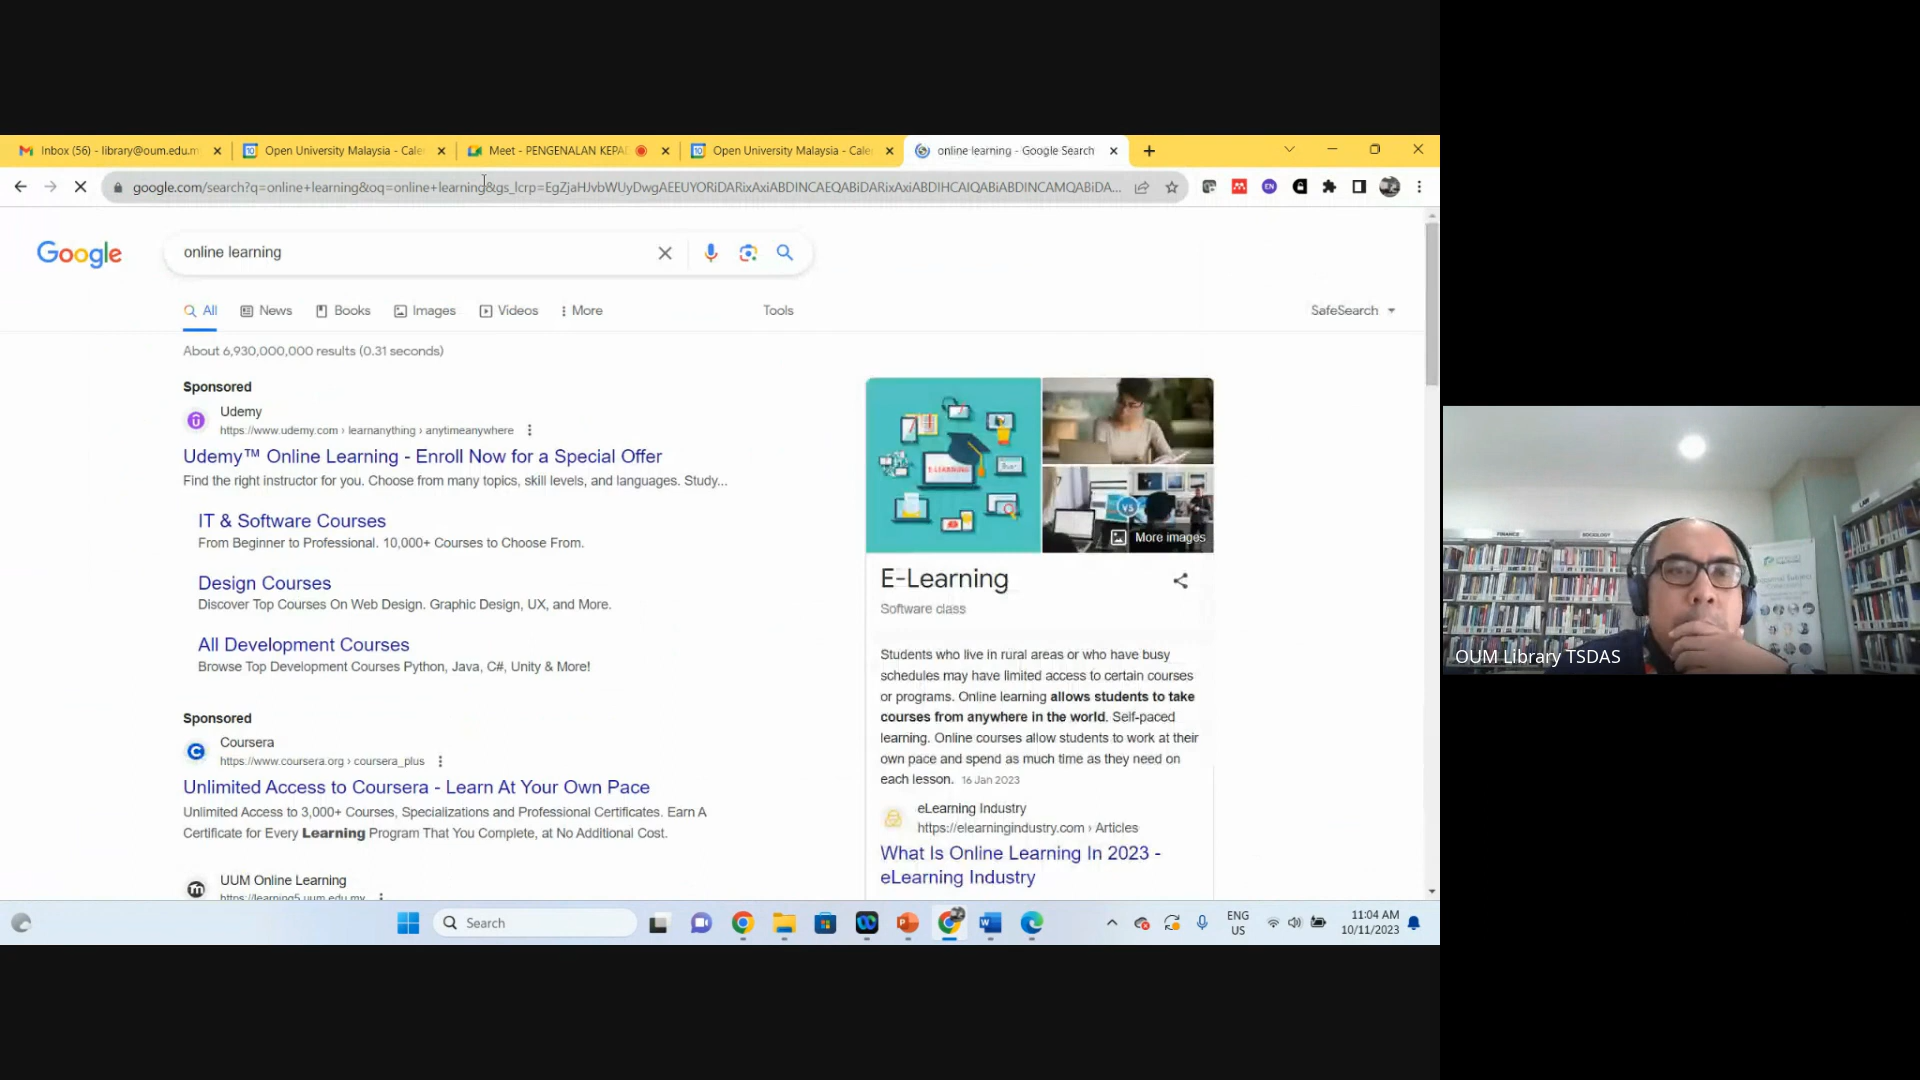 Inbox (56) - library@oum.edu.m
Open University Malaysia - Cale
Meet - PENGENALAN KEPA
Open University Malaysia - Cale
online learning - Google Search
google.com/search?q=online+learning&oq=online+learning&gs_lcrp=EgZjaHJvbWUyDwgAEEUYORiDARixAxiABDINCAEQABiDARixAxiABDIHCAIQABiABDINCAMQABiDA...
Google
online learning
All
News
Books
Images
Videos
More
Tools
SafeSearch
About 6,930,000,000 results (0.31 seconds)
Sponsored
Udemy
https://www.udemy.com › learnanything › anytimeanywhere
Udemy™ Online Learning - Enroll Now for a Special Offer
Find the right instructor for you. Choose from many topics, skill levels, and languages. Study...
IT & Software Courses
From Beginner to Professional. 10,000+ Courses to Choose From.
Design Courses
Discover Top Courses On Web Design. Graphic Design, UX, and More.
All Development Courses
Browse Top Development Courses Python, Java, C#, Unity & More!
Sponsored
Coursera
https://www.coursera.org › coursera_plus
Unlimited Access to Coursera - Learn At Your Own Pace
Unlimited Access to 3,000+ Courses, Specializations and Professional Certificates. Earn A
Certificate for Every Learning Program That You Complete, at No Additional Cost.
UUM Online Learning
https://learning5.uum.edu.my
E-LEARNING
VS
More images
E-Learning
Software class
Students who live in rural areas or who have busy
schedules may have limited access to certain courses
or programs. Online learning allows students to take
courses from anywhere in the world. Self-paced
learning. Online courses allow students to work at their
own pace and spend as much time as they need on
each lesson. 16 Jan 2023
eLearning Industry
https://elearningindustry.com › Articles
What Is Online Learning In 2023 -
eLearning Industry
Search
ENG
US
11:04 AM
10/11/2023
FINANCE
SOCIOLOGY
OUM Library TSDAS